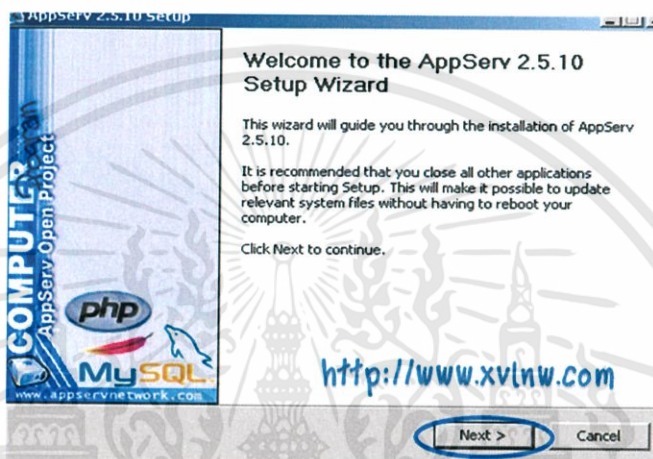 AppServ 2.5.10 Setup
Welcome to the AppServ 2.5.10
Setup Wizard
This wizard will guide you through the installation of AppServ
2.5.10.
It is recommended that you close all other applications
before starting Setup. This will make it possible to update
relevant system files without having to reboot your
computer.
Click Next to continue.
COMPUTER
AppServ Open Project
php
MySQL
www.appservnetwork.com
http://www.xvlnw.com
Next >
Cancel